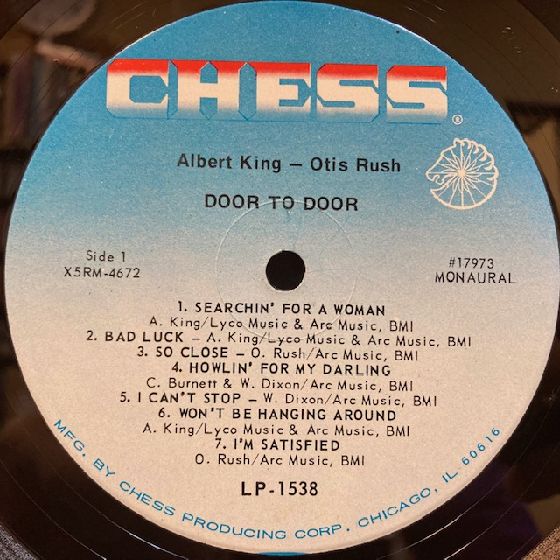 CHESS®
Albert King — Otis Rush
DOOR TO DOOR
Side 1
X5RM-4672
#17973
MONAURAL
1. SEARCHIN' FOR A WOMAN
A. King/Lyco Music & Arc Music, BMI
2. BAD LUCK — A. King/Lyco Music & Arc Music, BMI
3. SO CLOSE — O. Rush/Arc Music, BMI
4. HOWLIN' FOR MY DARLING
C. Burnett & W. Dixon/Arc Music, BMI
5. I CAN'T STOP — W. Dixon/Arc Music, BMI
6. WON'T BE HANGING AROUND
A. King/Lyco Music & Arc Music, BMI
7. I'M SATISFIED
O. Rush/Arc Music, BMI
LP-1538
MFG. BY CHESS PRODUCING CORP. CHICAGO, IL 60616